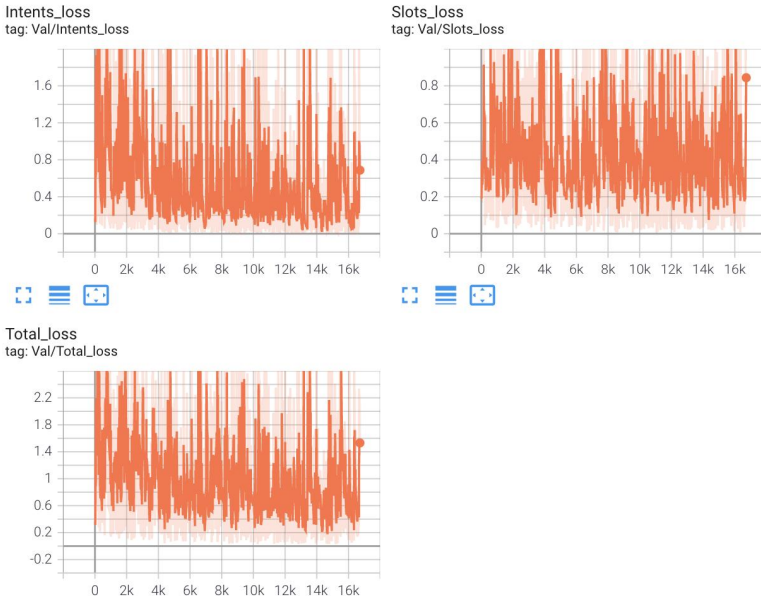 Intents_loss
tag: Val/Intents_loss
1.6
1.2
0.8
0.4
0
0 2k 4k 6k 8k 10k 12k 14k 16k
Slots_loss
tag: Val/Slots_loss
0.8
0.6
0.4
0.2
0
0 2k 4k 6k 8k 10k 12k 14k 16k
Total_loss
tag: Val/Total_loss
2.2
1.8
1.4
1
0.6
0.2
-0.2
0 2k 4k 6k 8k 10k 12k 14k 16k